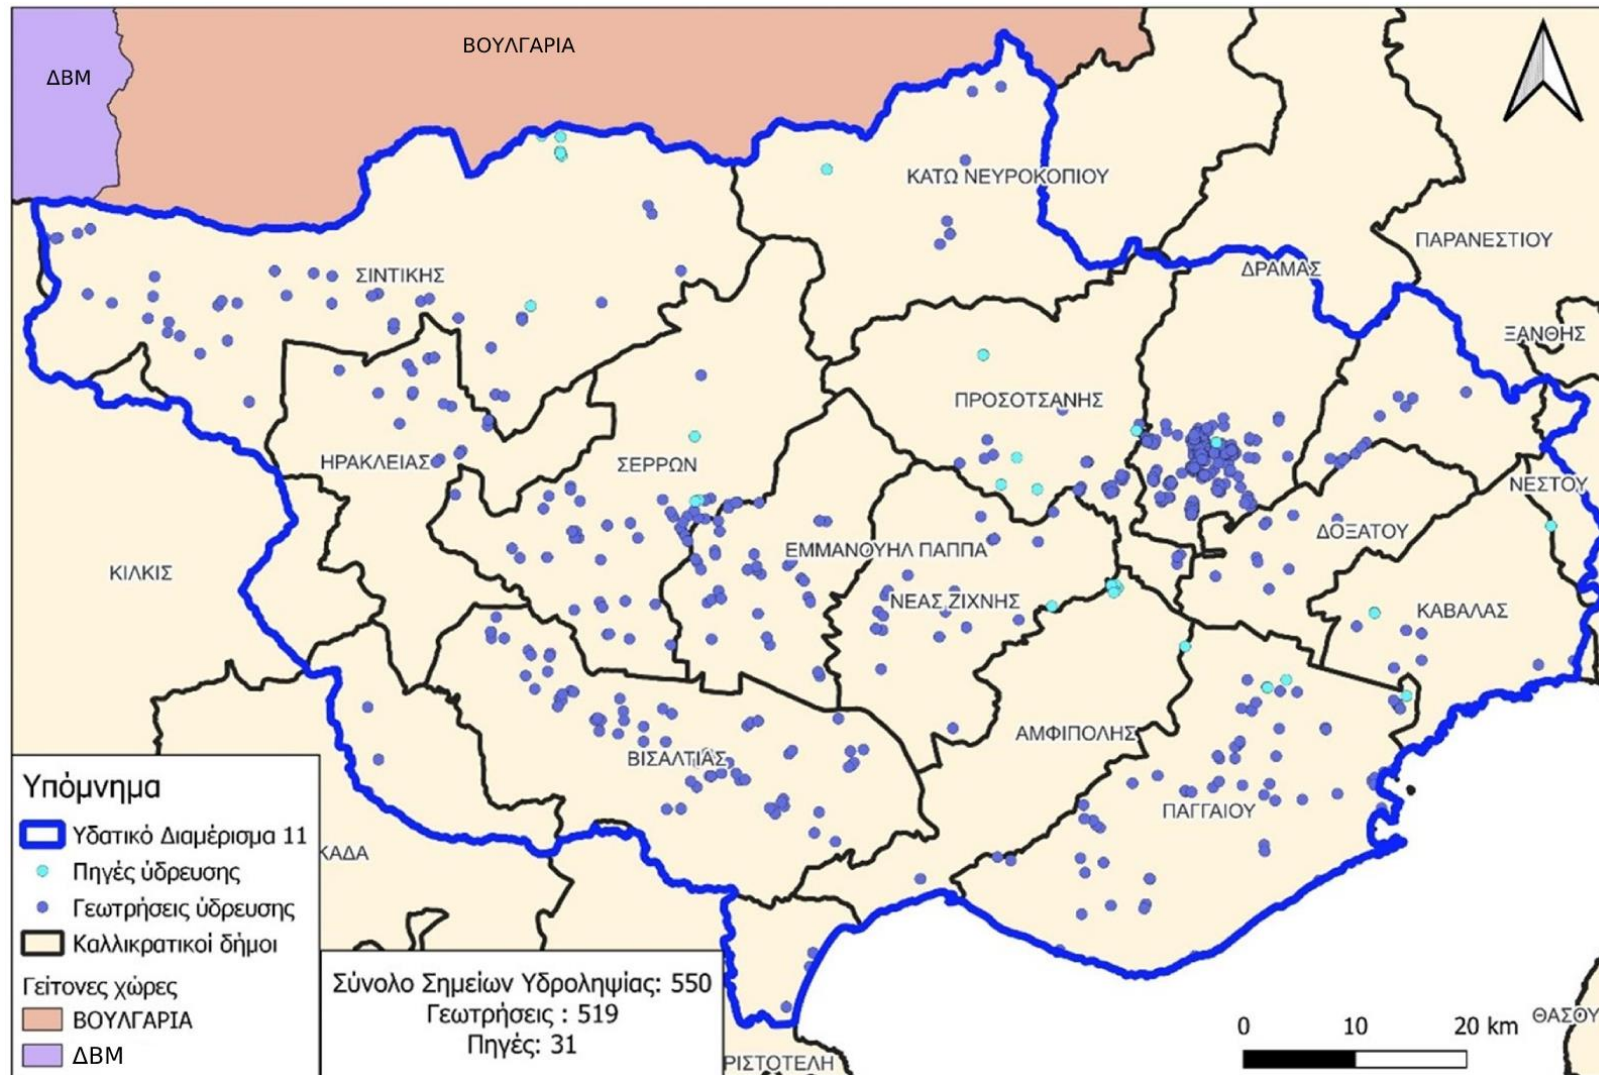 ΒΟΥΛΓΑΡΙΑ
ΔΒΜ
ΚΑΤΩ ΝΕΥΡΟΚΟΠΙΟΥ
ΠΑΡΑΝΕΣΤΙΟΥ
ΔΡΑΜΑΣ
ΣΙΝΤΙΚΗΣ
ΞΑΝΘΗΣ
ΠΡΟΣΟΤΣΑΝΗΣ
ΗΡΑΚΛΕΙΑΣ
ΣΕΡΡΩΝ
ΝΕΣΤΟΥ
ΔΟΞΑΤΟΥ
ΕΜΜΑΝΟΥΗΛ ΠΑΠΠΑ
ΚΙΛΚΙΣ
ΝΕΑΣ ΖΙΧΝΗΣ
ΚΑΒΑΛΑΣ
ΑΜΦΙΠΟΛΗΣ
ΒΙΣΑΛΤΙΑΣ
ΠΑΓΓΑΙΟΥ
ΚΑΔΑ
ΘΑΣΟΥ
ΡΙΣΤΟΤΕΛΗ
Υπόμνημα
Υδατικό Διαμέρισμα 11
Πηγές ύδρευσης
Γεωτρήσεις ύδρευσης
Καλλικρατικοί δήμοι
Γείτονες χώρες
ΒΟΥΛΓΑΡΙΑ
ΔΒΜ
Σύνολο Σημείων Υδροληψίας: 550
Γεωτρήσεις : 519
Πηγές: 31
0 10 20 km